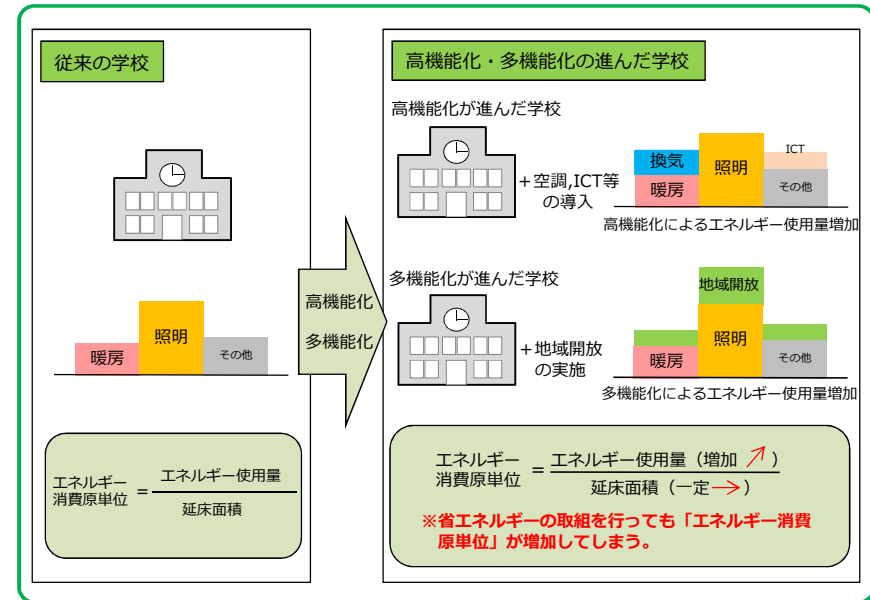 従来の学校
照明
暖房
その他
エネルギー
消費原単位
=
エネルギー使用量
延床面積
高機能化
多機能化
高機能化・多機能化の進んだ学校
高機能化が進んだ学校
+空調,ICT等
の導入
換気
暖房
照明
ICT
その他
高機能化によるエネルギー使用量増加
多機能化が進んだ学校
+地域開放
の実施
地域開放
暖房
照明
その他
多機能化によるエネルギー使用量増加
エネルギー
消費原単位
=
エネルギー使用量（増加 ↗ ）
延床面積（一定→ ）
※省エネルギーの取組を行っても「エネルギー消費
原単位」が増加してしまう。